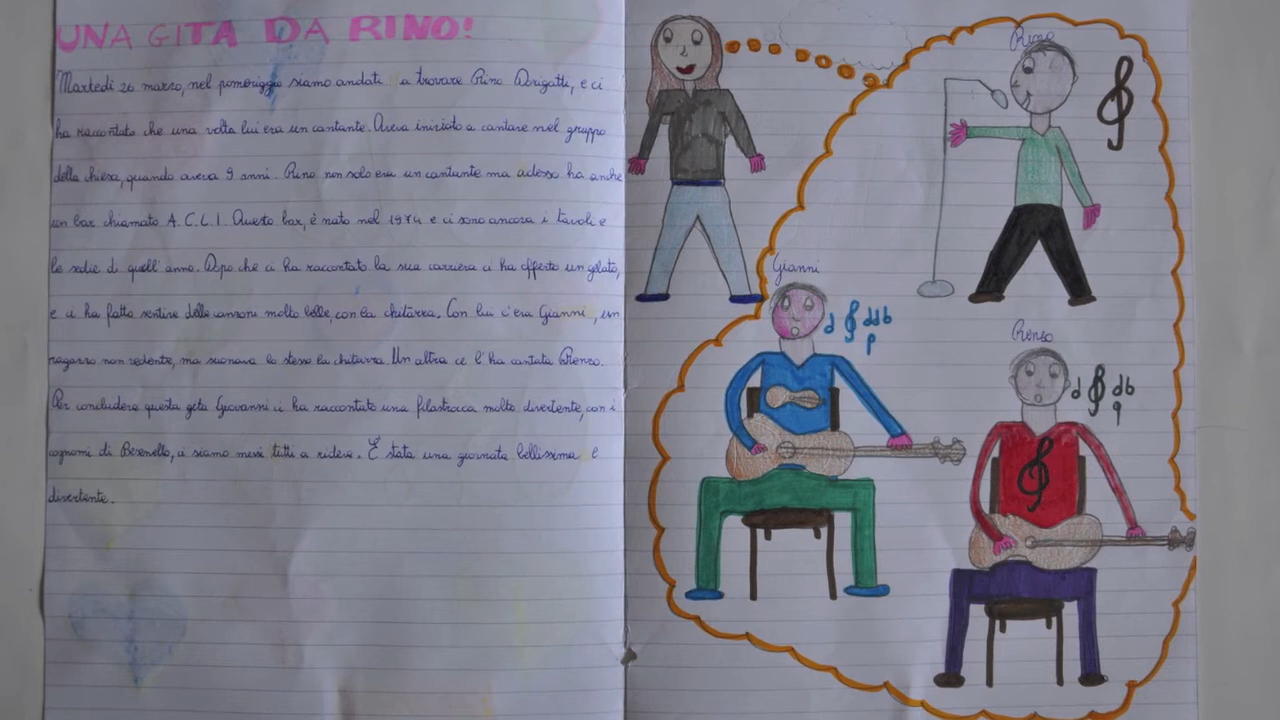 UNA GITA DA RINO!
Martedì 26 marzo, nel pomeriggio siamo andati a trovare Rino Dorigatti, e ci
ha raccontato che una volta lui era un cantante. Aveva iniziato a cantare nel gruppo
della chiesa, quando aveva 9 anni. Rino non solo era un cantante ma adesso ha anche
un bar chiamato A.C.L.I. Questo bar, è nato nel 1974 e ci sono ancora i tavoli e
le sedie di quell'anno. Dopo che ci ha raccontato la sua carriera ci ha offerto un gelato,
e ci ha fatto sentire delle canzoni molto belle, con la chitarra. Con lui c'era Gianni, un
ragazzo non vedente, ma suonava lo stesso la chitarra. Un altra ce l'ha cantata Renzo.
Per concludere questa gita Giovanni ci ha raccontato una filastrocca molto divertente, con i
cognomi di Besenello, ci siamo messi tutti a ridere. È stata una giornata bellissima e
divertente.
Rino
Gianni
Renzo